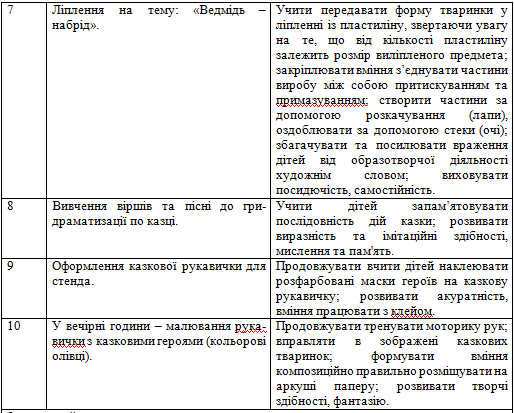 7
Ліплення на тему: «Ведмідь –
набрід».
Учити передавати форму тваринки у
ліпленні із пластиліну, звертаючи увагу
на те, що від кількості пластиліну
залежить розмір виліпленого предмета;
закріплювати вміння з’єднувати частини
виробу між собою притискуванням та
примазуванням; створити частини за
допомогою розкачування (лапи),
оздоблювати за допомогою стеки (очі);
збагачувати та посилювати враження
дітей від образотворчої діяльності
художнім словом; виховувати
посидючість, самостійність.
8
Вивчення віршів та пісні до гри-
драматизації по казці.
Учити дітей запам’ятовувати
послідовність дій казки; розвивати
виразність та імітаційні здібності,
мислення та пам'ять.
9
Оформлення казкової рукавички для
стенда.
Продовжувати вчити дітей наклеювати
розфарбовані маски героїв на казкову
рукавичку; розвивати акуратність,
вміння працювати з клейом.
10
У вечірні години – малювання рука-
вички з казковими героями (кольорові
олівці).
Продовжувати тренувати моторику рук;
вправляти в зображені казкових
тваринок; формувати вміння
композиційно правильно розміщувати на
аркуші паперу; розвивати творчі
здібності, фантазію.